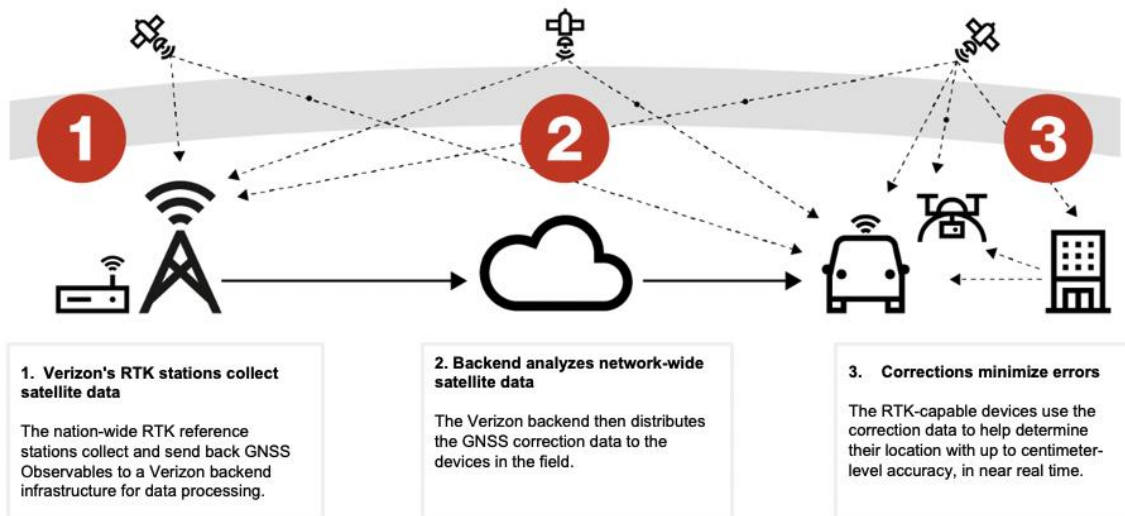 1
2
3
1. Verizon's RTK stations collect
satellite data
The nation-wide RTK reference
stations collect and send back GNSS
Observables to a Verizon backend
infrastructure for data processing.
2. Backend analyzes network-wide
satellite data
The Verizon backend then distributes
the GNSS correction data to the
devices in the field.
3. Corrections minimize errors
The RTK-capable devices use the
correction data to help determine
their location with up to centimeter-
level accuracy, in near real time.